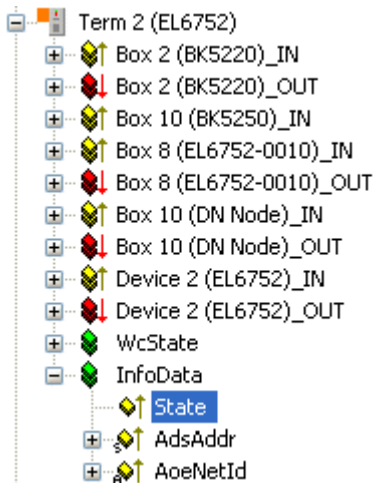 Term 2 (EL6752)
Box 2 (BK5220)_IN
Box 2 (BK5220)_OUT
Box 10 (BK5250)_IN
Box 8 (EL6752-0010)_IN
Box 8 (EL6752-0010)_OUT
Box 10 (DN Node)_IN
Box 10 (DN Node)_OUT
Device 2 (EL6752)_IN
Device 2 (EL6752)_OUT
WcState
InfoData
State
AdsAddr
AoeNetId